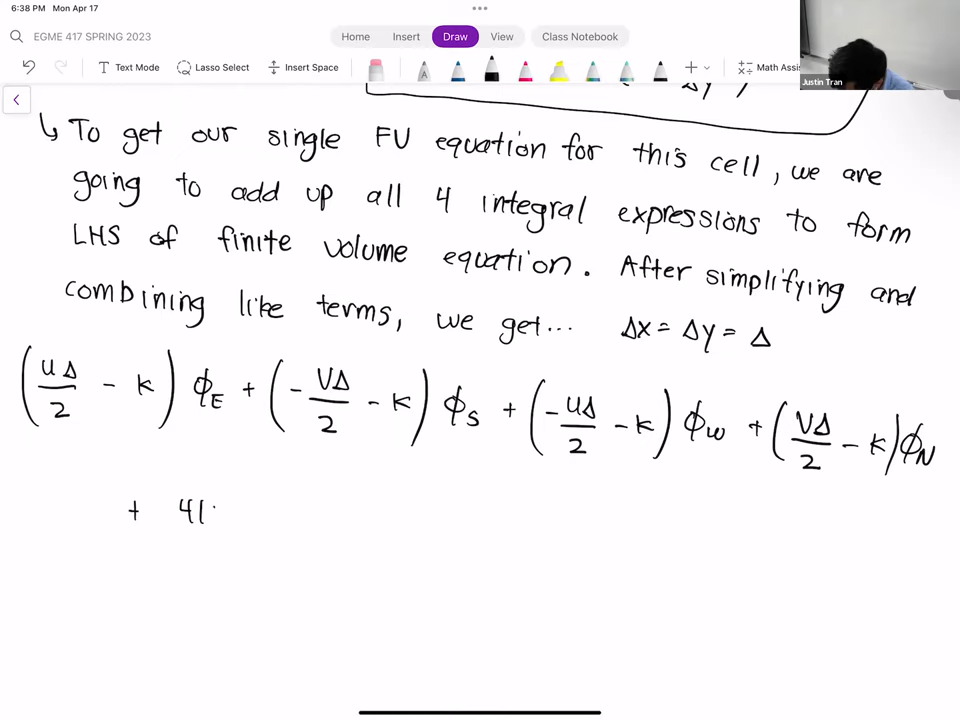 6:38 PM Mon Apr 17
EGME 417 SPRING 2023
Home Insert Draw View Class Notebook
Text Mode Lasso Select Insert Space Math Assis
Justin Tran
Δy
↳ To get our single FV equation for this cell, we are
going to add up all 4 integral expressions to form
LHS of finite volume equation. After simplifying and
combining like terms, we get... Δx = Δy = Δ
(uΔ/2 - k) ϕE + (- VΔ/2 - k) ϕS + (- uΔ/2 - k) ϕW + (VΔ/2 - k) ϕN
+ 4